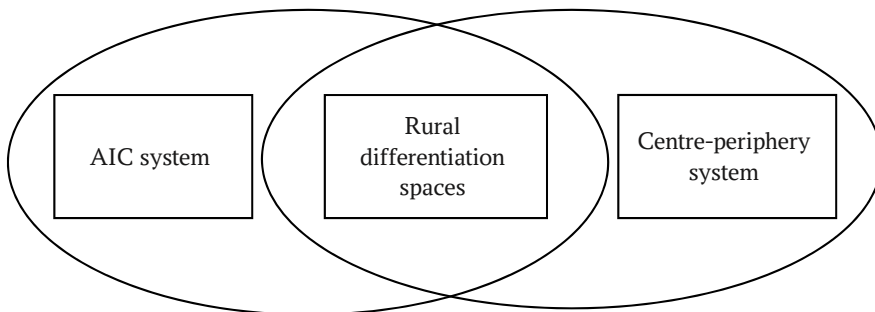 AIC system
Rural
differentiation
spaces
Centre-periphery
system